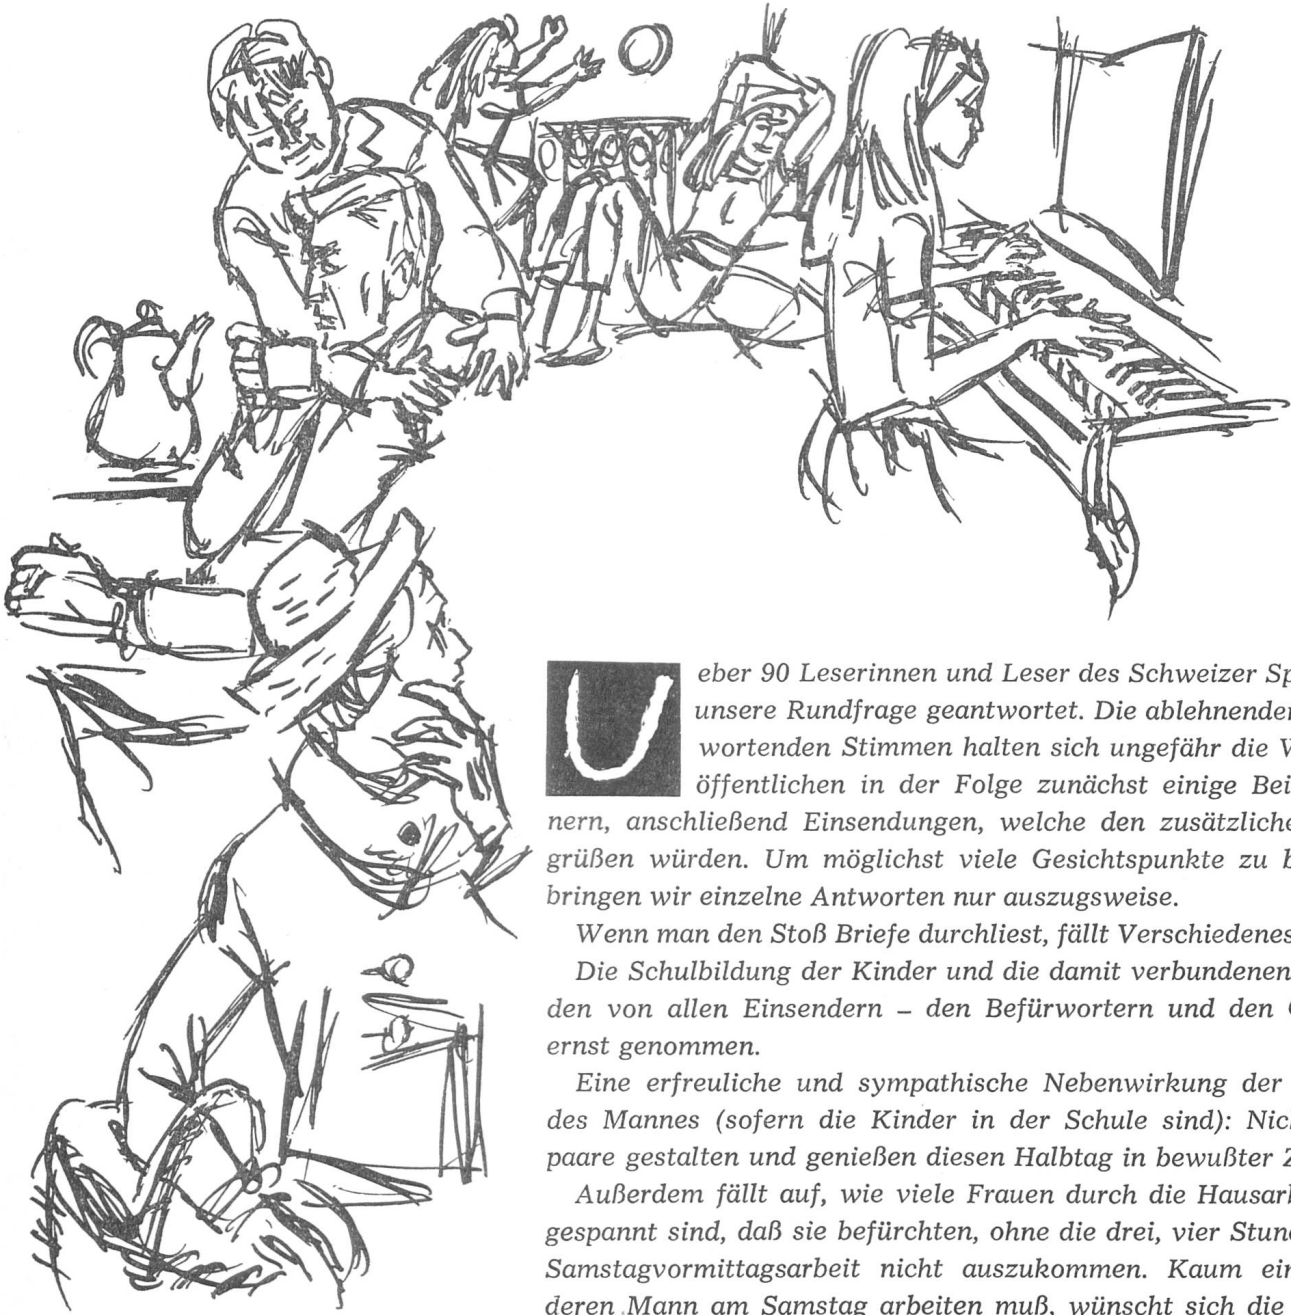 Ueber 90 Leserinnen und Leser des Schweizer Sp
unsere Rundfrage geantwortet. Die ablehnenden
wortenden Stimmen halten sich ungefähr die W
öffentlichen in der Folge zunächst einige Bei
nern, anschließend Einsendungen, welche den zusätzliche
grüßen würden. Um möglichst viele Gesichtspunkte zu b
bringen wir einzelne Antworten nur auszugsweise.
Wenn man den Stoß Briefe durchliest, fällt Verschiedenes
Die Schulbildung der Kinder und die damit verbundenen
den von allen Einsendern – den Befürwortern und den
ernst genommen.
Eine erfreuliche und sympathische Nebenwirkung der
des Mannes (sofern die Kinder in der Schule sind): Nich
paare gestalten und genießen diesen Halbtag in bewußter Z
Außerdem fällt auf, wie viele Frauen durch die Hausar
gespannt sind, daß sie befürchten, ohne die drei, vier Stun
Samstagvormittagsarbeit nicht auszukommen. Kaum ein
deren Mann am Samstag arbeiten muß, wünscht sich die